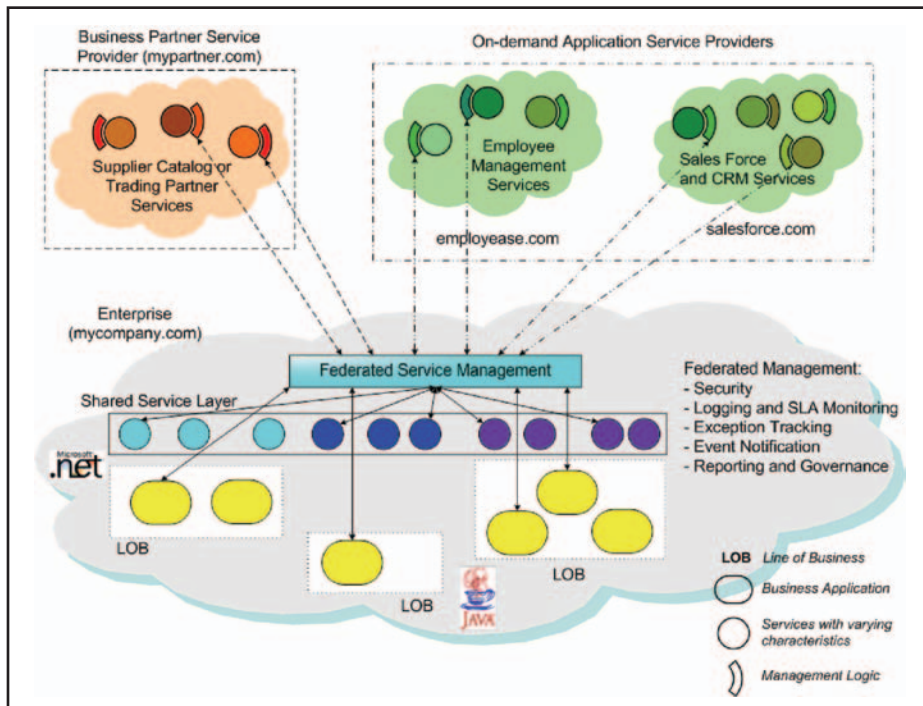 Business Partner Service
Provider (mypartner.com)
On-demand Application Service Providers
Supplier Catalog or
Trading Partner
Services
Employee
Management
Services
Sales Force
and CRM Services
employease.com
salesforce.com
Enterprise
(mycompany.com)
Federated Service Management
Shared Service Layer
Federated Management:
- Security
- Logging and SLA Monitoring
- Exception Tracking
- Event Notification
- Reporting and Governance
Microsoft
.net
LOB
LOB
LOB
JAVA
LOB Line of Business
Business Application
Services with varying
characteristics
Management Logic